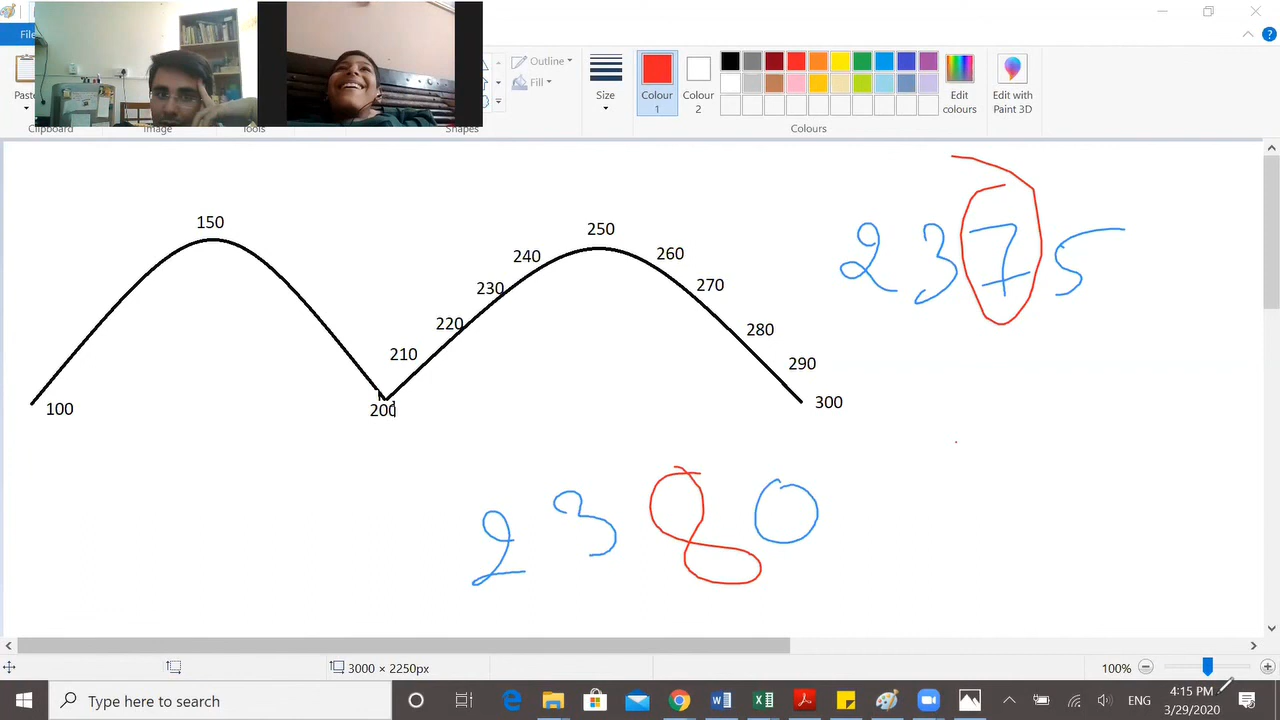 File
Paste
Clipboard
Image
Tools
Shapes
Outline
Fill
Size
Colour 1
Colour 2
Colours
Edit colours
Edit with Paint 3D
150
250
240
260
230
270
220
280
210
290
100
200
300
2375
2380
3000 × 2250px
100%
Type here to search
ENG
4:15 PM
3/29/2020